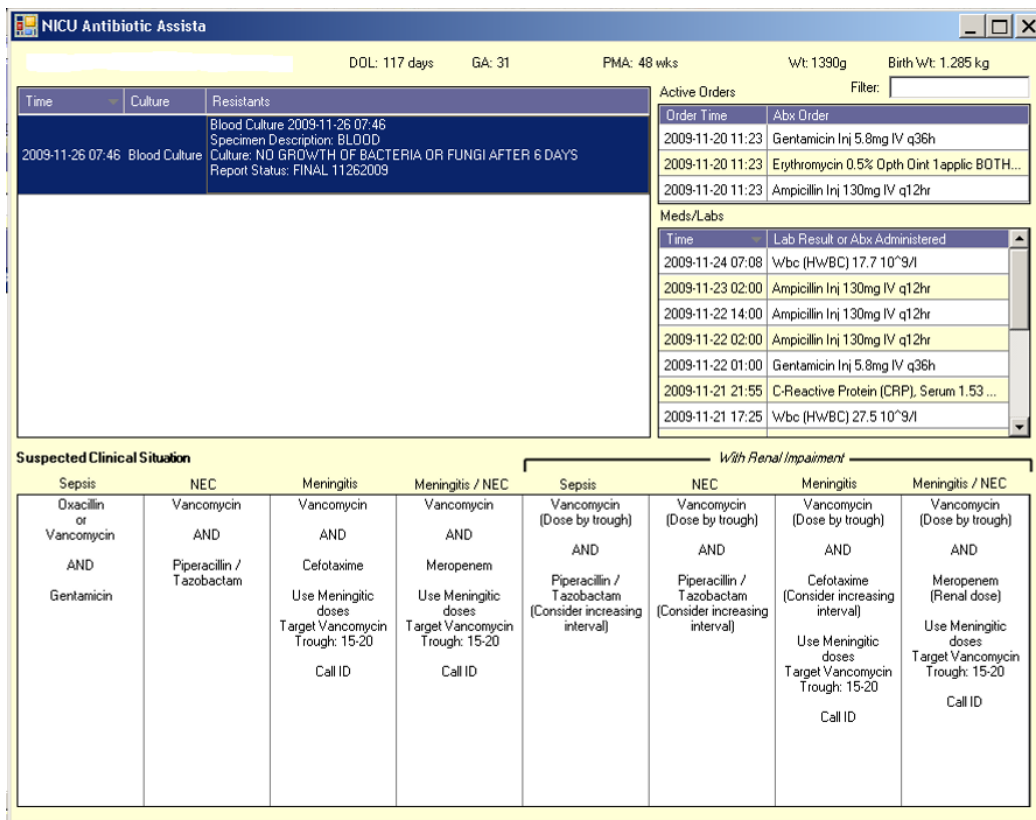 NICU Antibiotic Assista
DOL: 117 days GA: 31 PMA: 48 wks Wt: 1390g Birth Wt: 1.285 kg
Time Culture Resistants
2009-11-26 07:46 Blood Culture
Blood Culture 2009-11-26 07:46
Specimen Description: BLOOD
Culture: NO GROWTH OF BACTERIA OR FUNGI AFTER 6 DAYS
Report Status: FINAL 11262009
Active Orders Filter:
Order Time Abx Order
2009-11-20 11:23 Gentamicin Inj 5.8mg IV q36h
2009-11-20 11:23 Erythromycin 0.5% Opth Oint 1applic BOTH...
2009-11-20 11:23 Ampicillin Inj 130mg IV q12hr
Meds/Labs
Time Lab Result or Abx Administered
2009-11-24 07:08 Wbc (HWBC) 17.7 10^9/l
2009-11-23 02:00 Ampicillin Inj 130mg IV q12hr
2009-11-22 14:00 Ampicillin Inj 130mg IV q12hr
2009-11-22 02:00 Ampicillin Inj 130mg IV q12hr
2009-11-22 01:00 Gentamicin Inj 5.8mg IV q36h
2009-11-21 21:55 C-Reactive Protein (CRP), Serum 1.53 ...
2009-11-21 17:25 Wbc (HWBC) 27.5 10^9/l
Suspected Clinical Situation
With Renal Impairment
Sepsis
Oxacillin
or
Vancomycin
AND
Gentamicin
NEC
Vancomycin
AND
Piperacillin /
Tazobactam
Meningitis
Vancomycin
AND
Cefotaxime
Use Meningitic
doses
Target Vancomycin
Trough: 15-20
Call ID
Meningitis / NEC
Vancomycin
AND
Meropenem
Use Meningitic
doses
Target Vancomycin
Trough: 15-20
Call ID
Sepsis
Vancomycin
(Dose by trough)
AND
Piperacillin /
Tazobactam
(Consider increasing
interval)
NEC
Vancomycin
(Dose by trough)
AND
Piperacillin /
Tazobactam
(Consider increasing
interval)
Meningitis
Vancomycin
(Dose by trough)
AND
Cefotaxime
(Consider increasing
interval)
Use Meningitic
doses
Target Vancomycin
Trough: 15-20
Call ID
Meningitis / NEC
Vancomycin
(Dose by trough)
AND
Meropenem
(Renal dose)
Use Meningitic
doses
Target Vancomycin
Trough: 15-20
Call ID